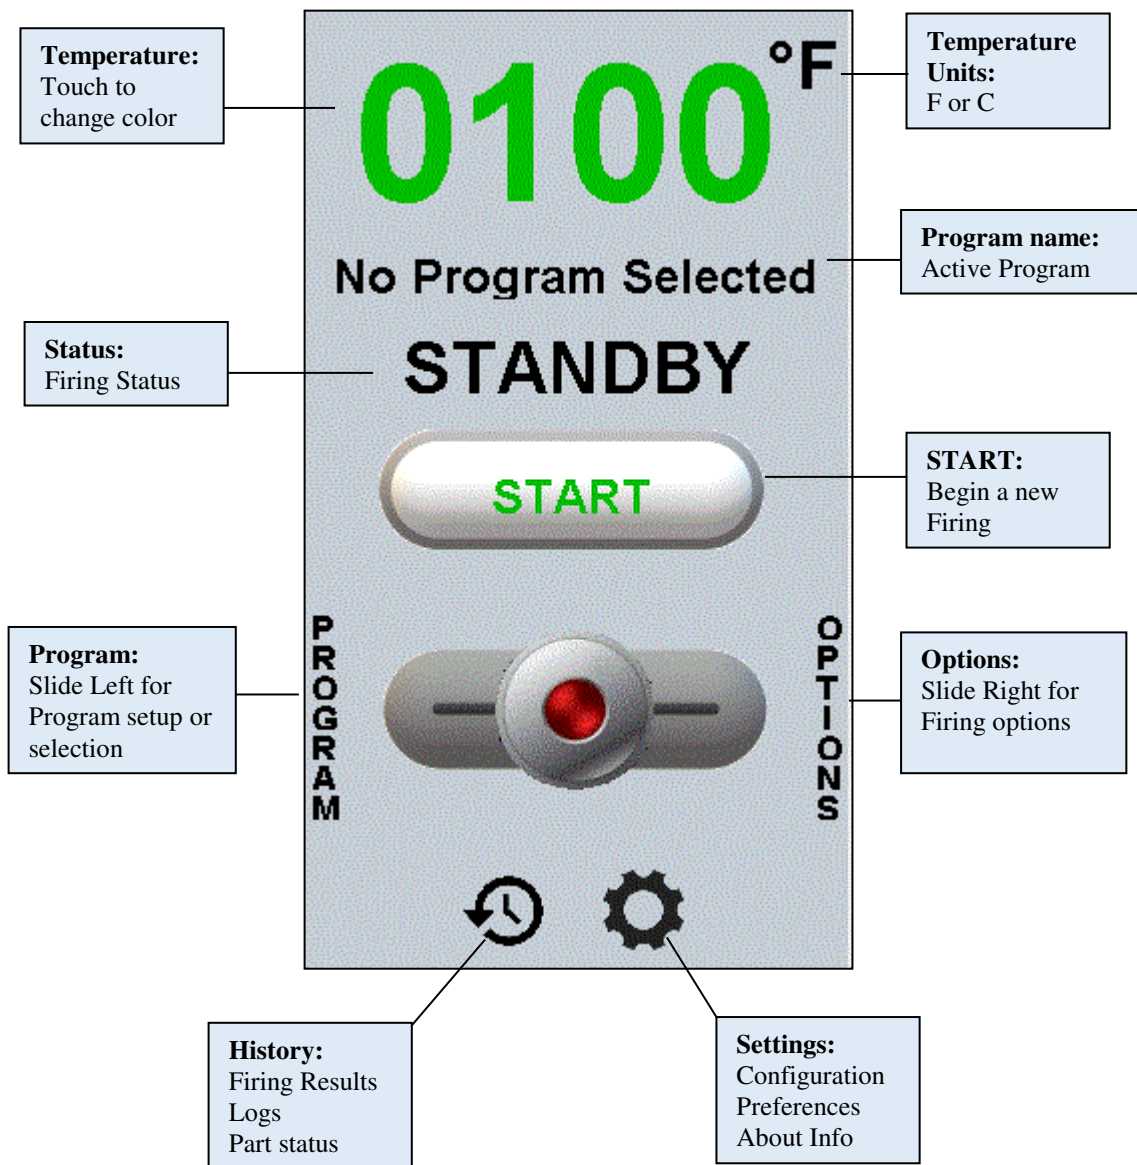 Temperature:
Touch to
change color
0100
°F
Temperature
Units:
F or C
No Program Selected
Program name:
Active Program
Status:
Firing Status
STANDBY
START
START:
Begin a new
Firing
Program:
Slide Left for
Program setup or
selection
PROGRAM
OPTIONS
Options:
Slide Right for
Firing options
History:
Firing Results
Logs
Part status
Settings:
Configuration
Preferences
About Info